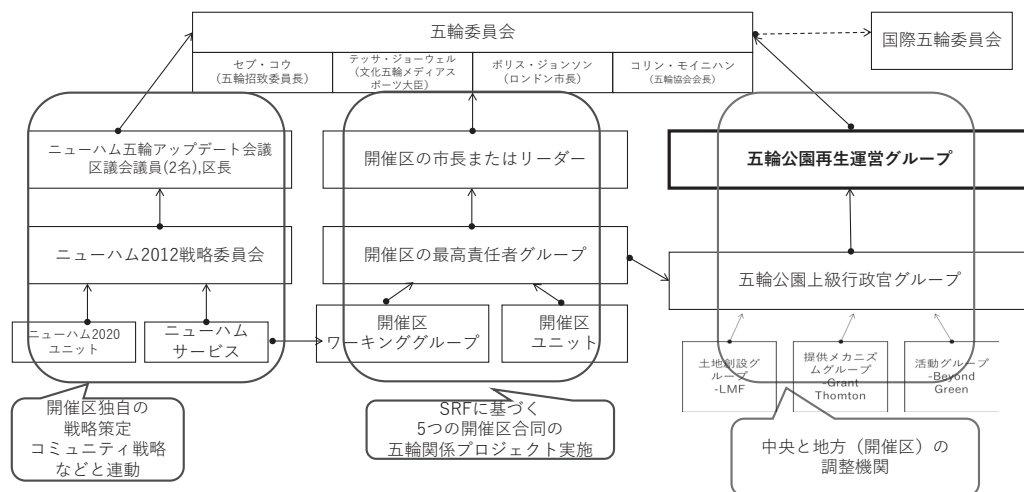 五輪委員会
国際五輪委員会
セブ・コウ
(五輪招致委員長)
テッサ・ジョーウェル
(文化五輪メディアス
ポーツ大臣)
ボリス・ジョンソン
(ロンドン市長)
コリン・モイニハン
(五輪協会会長)
ニューハム五輪アップデート会議
区議会議員(2名),区長
開催区の市長またはリーダー
五輪公園再生運営グループ
ニューハム2012戦略委員会
開催区の最高責任者グループ
五輪公園上級行政官グループ
ニューハム2020
ユニット
ニューハム
サービス
開催区
ワーキンググループ
開催区
ユニット
土地創設グ
ループ
-LMF
提供メカニズ
ムグループ
-Grant
Thomton
活動グループ
-Beyond
Green
開催区独自の
戦略策定
コミュニティ戦略
などと連動
SRFに基づく
5つの開催区合同の
五輪関係プロジェクト実施
中央と地方（開催区）の
調整機関